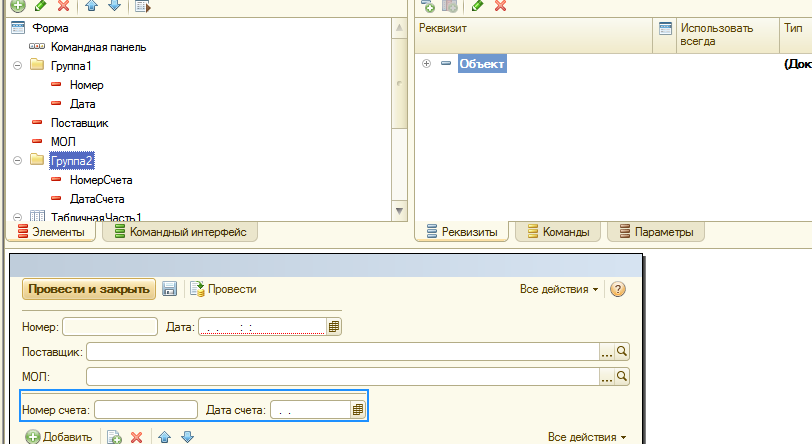 Форма
Командная панель
Группа1
Номер
Дата
Поставщик
МОЛ
Группа2
НомерСчета
ДатаСчета
ТабличнаяЧасть1
Элементы
Командный интерфейс
Реквизит
Использовать всегда
Тип
Объект
(Док
Реквизиты
Команды
Параметры
Провести и закрыть
Провести
Все действия
Номер:
Дата: . . : :
Поставщик:
МОЛ:
Номер счета:
Дата счета: . .
Добавить
Все действия